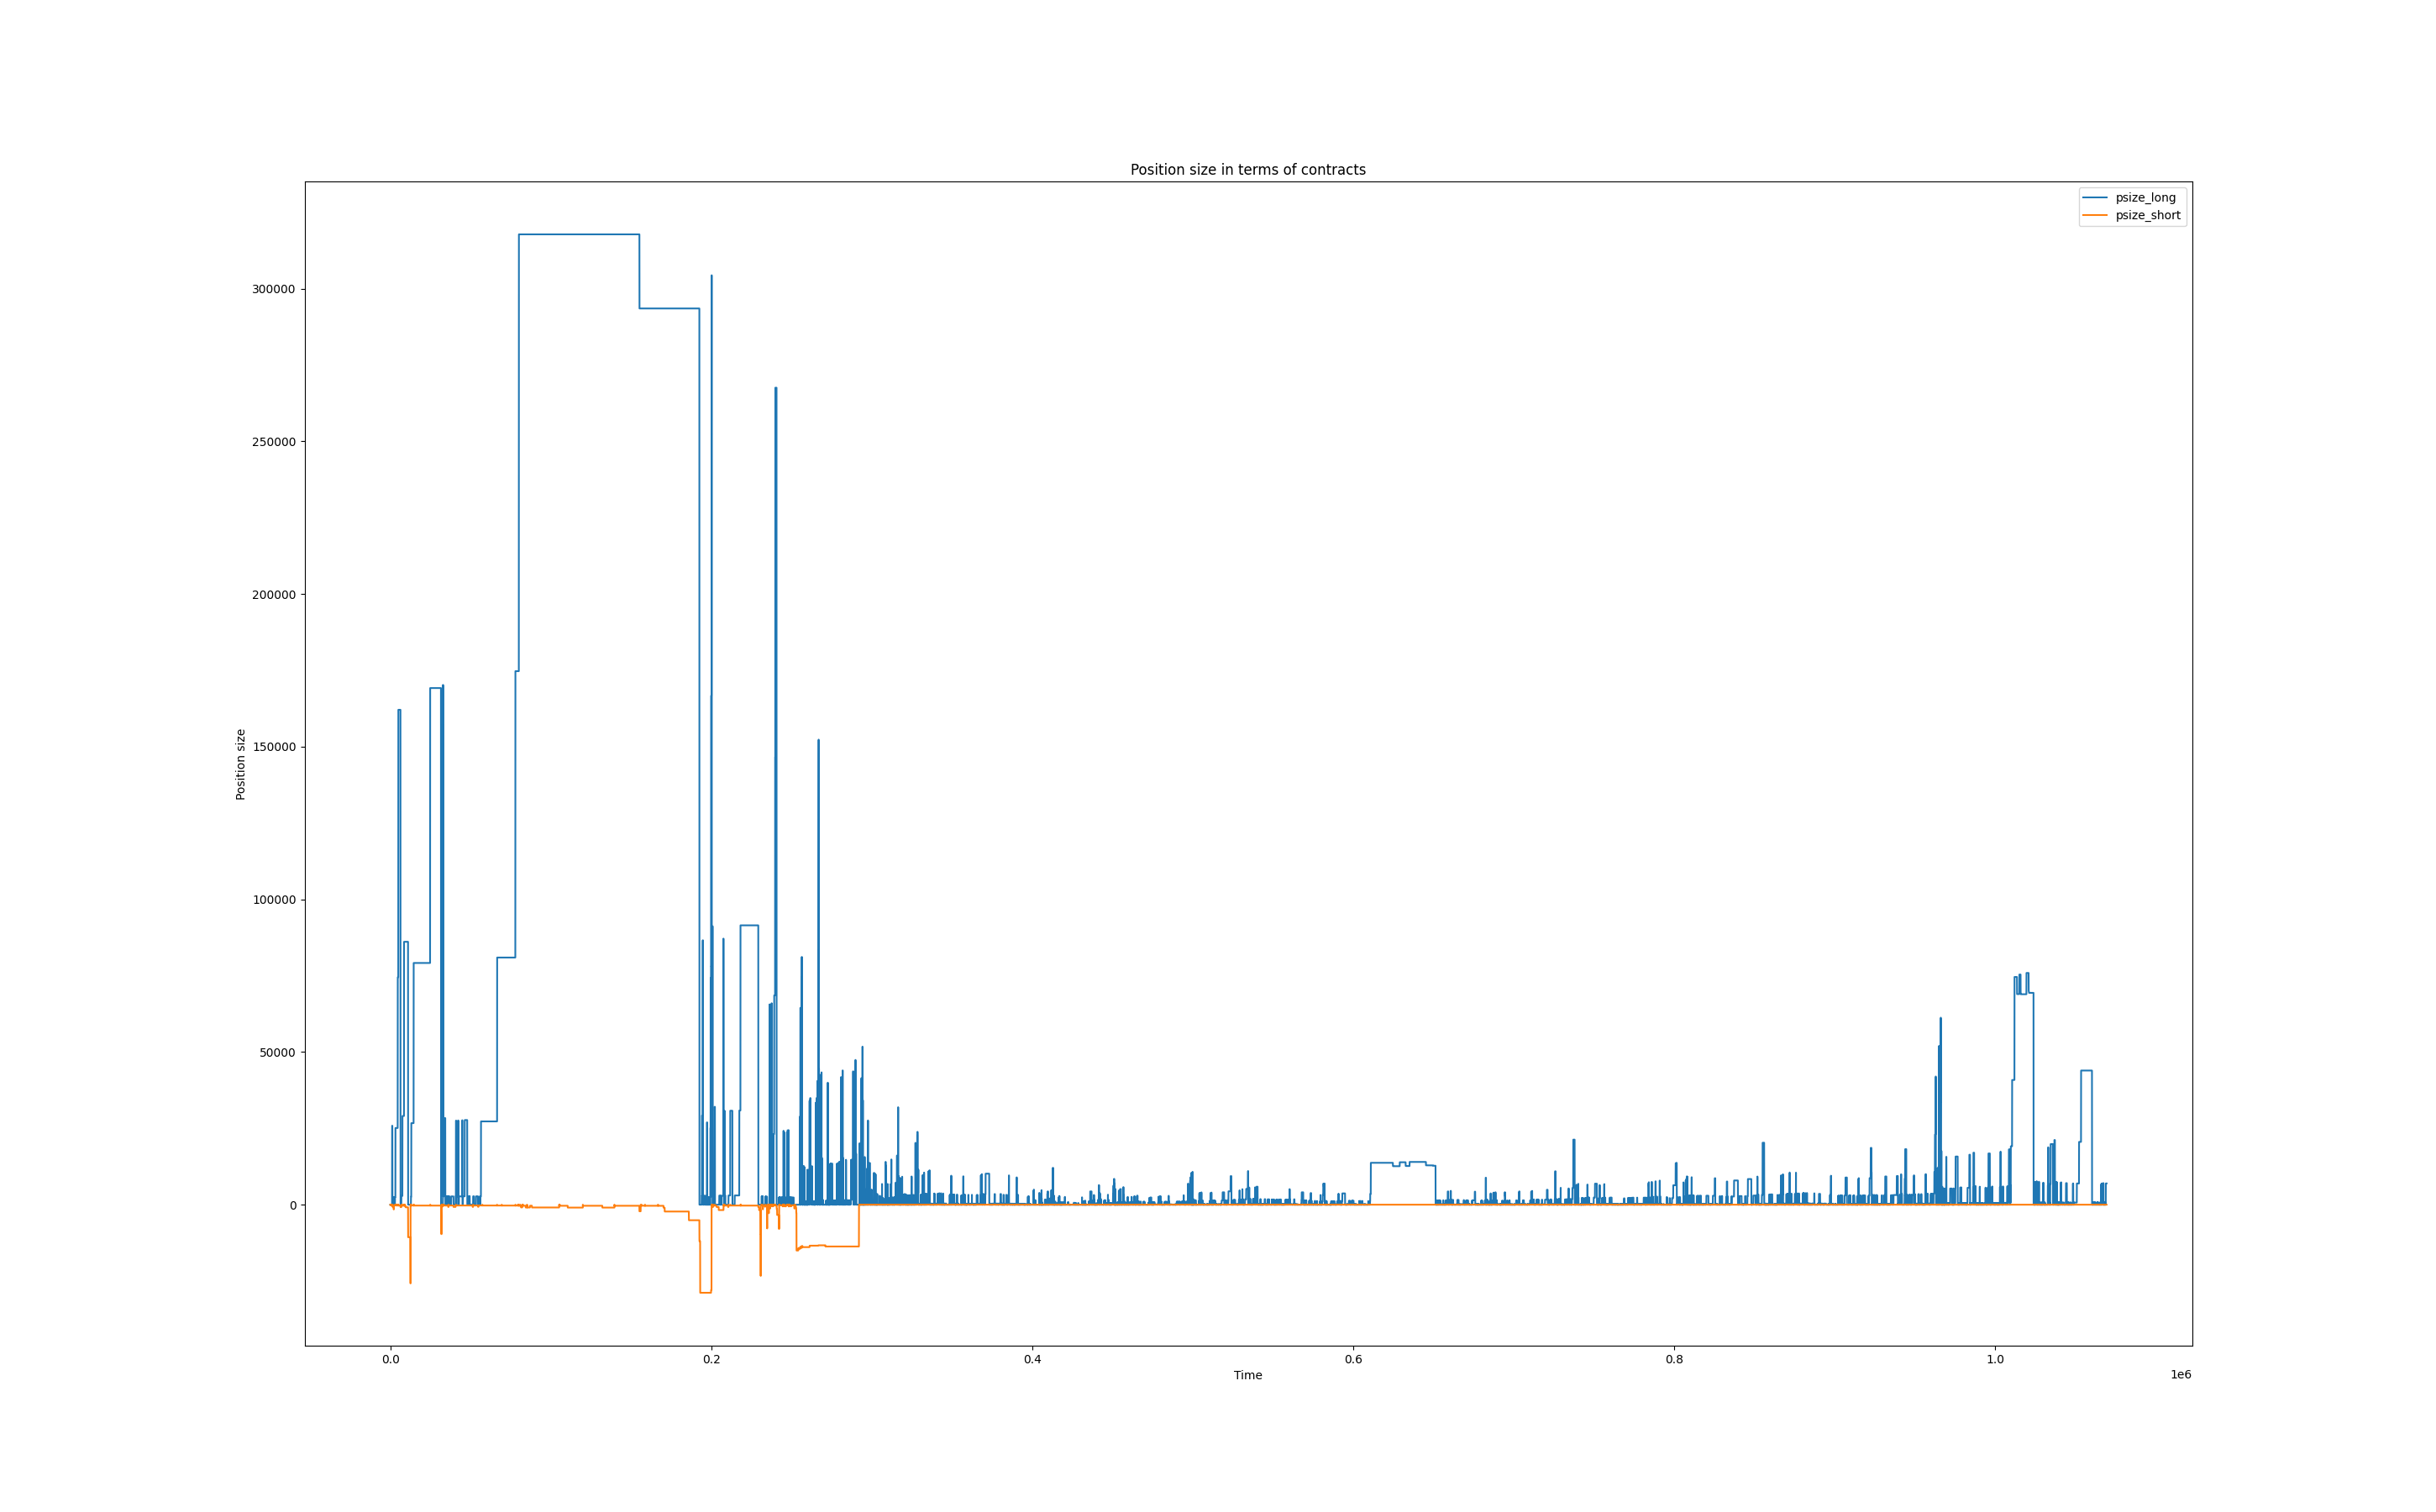 Position size in terms of contracts
psize_long
psize_short
Position size
300000
250000
200000
150000
100000
50000
0
0.0 0.2 0.4 0.6 0.8 1.0
Time
1e6